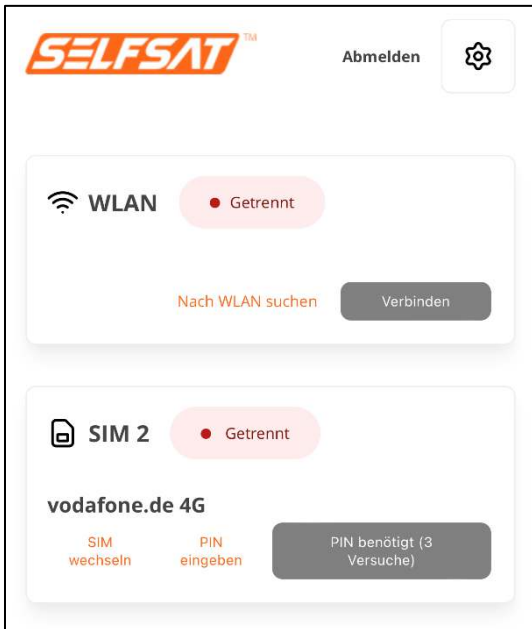 SELFSAT™
Abmelden
WLAN
Getrennt
Nach WLAN suchen
Verbinden
SIM 2
Getrennt
vodafone.de 4G
SIM
wechseln
PIN
eingeben
PIN benötigt (3
Versuche)